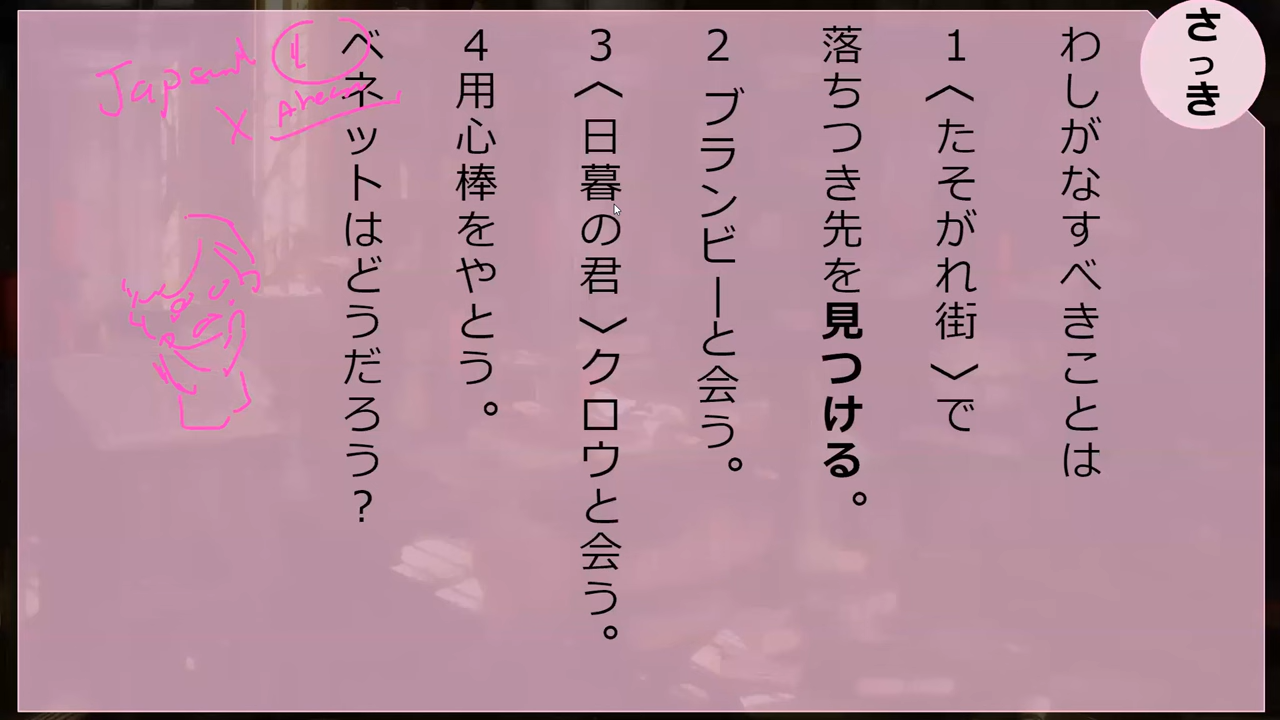 さっき
わしがなすべきことは
1〈たそがれ街〉で
落ちつき先を見つける。
2 ブランビーと会う。
3〈日暮の君〉クロウと会う。
4用心棒をやとう。
ベネットはどうだろう?